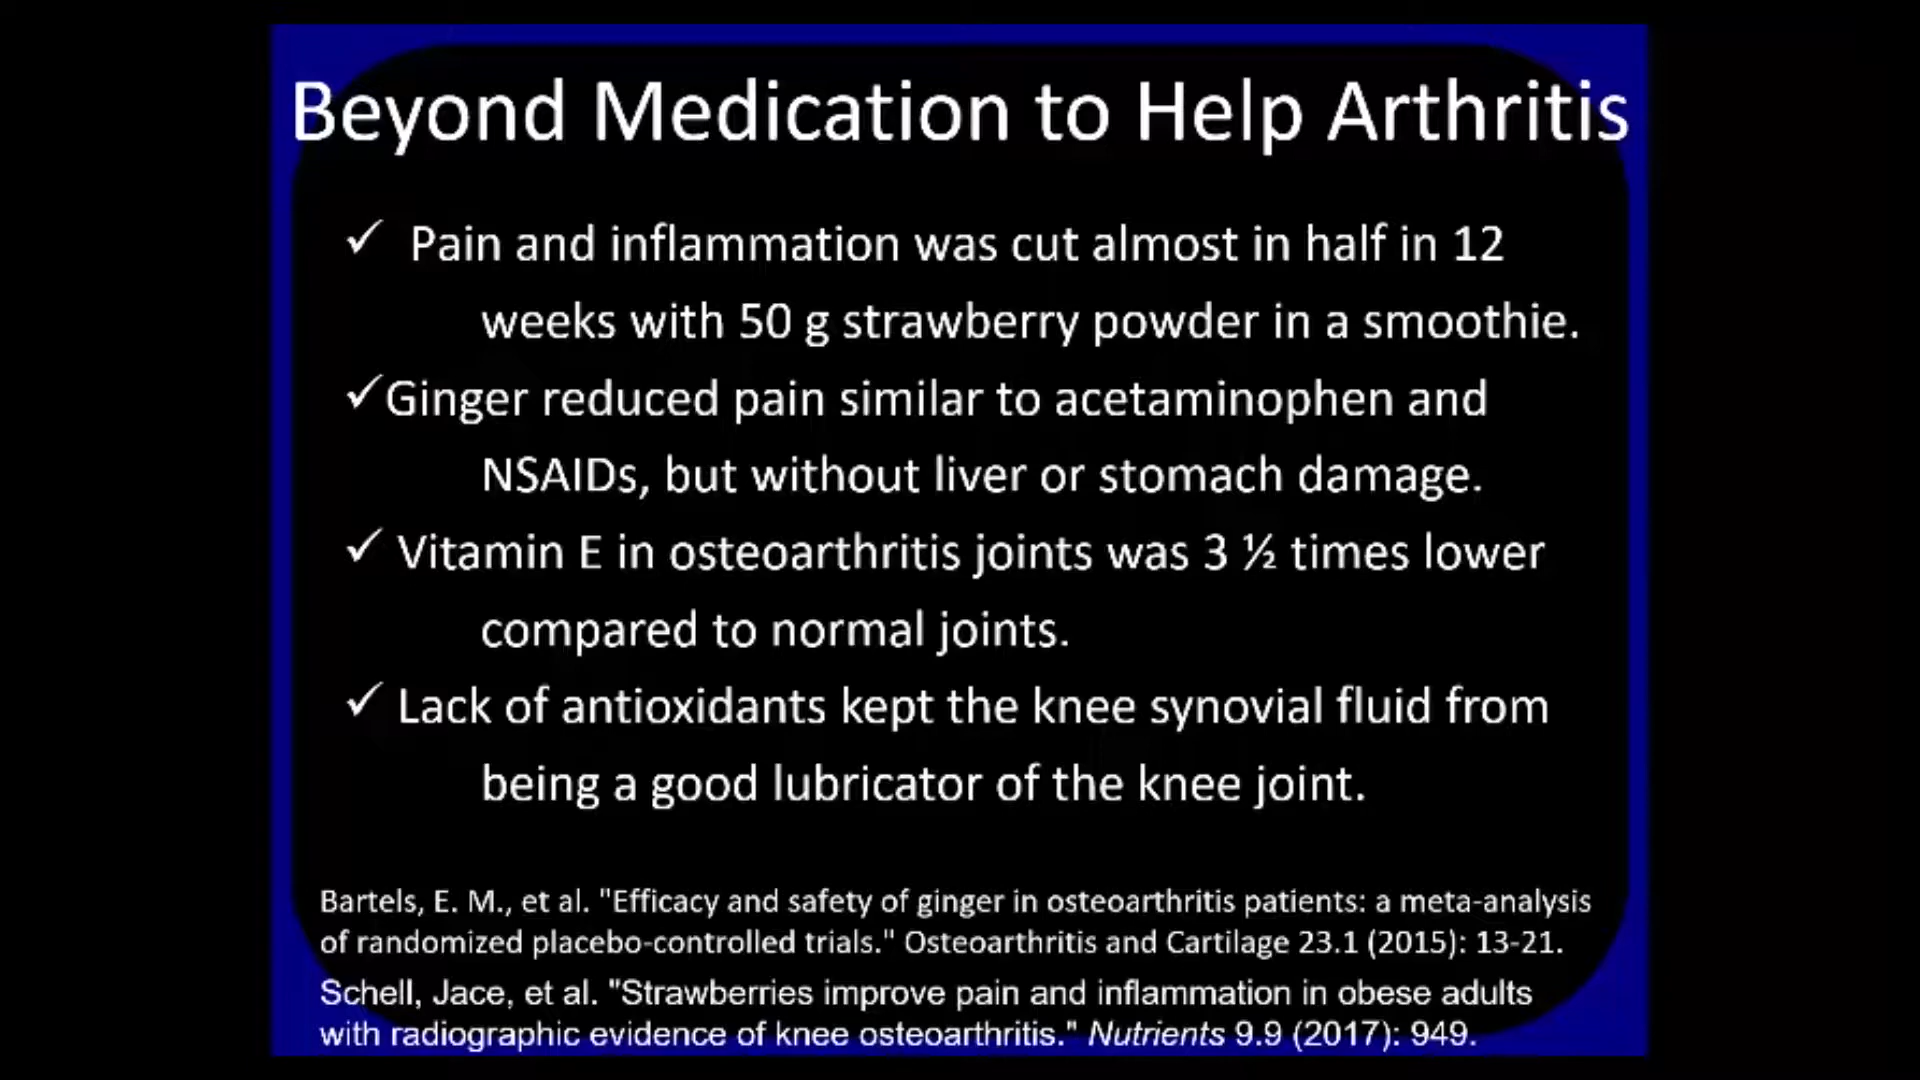 Beyond Medication to Help Arthritis
✓ Pain and inflammation was cut almost in half in 12
weeks with 50 g strawberry powder in a smoothie.
✓Ginger reduced pain similar to acetaminophen and
NSAIDs, but without liver or stomach damage.
✓ Vitamin E in osteoarthritis joints was 3 ½ times lower
compared to normal joints.
✓ Lack of antioxidants kept the knee synovial fluid from
being a good lubricator of the knee joint.
Bartels, E. M., et al. "Efficacy and safety of ginger in osteoarthritis patients: a meta-analysis
of randomized placebo-controlled trials." Osteoarthritis and Cartilage 23.1 (2015): 13-21.
Schell, Jace, et al. "Strawberries improve pain and inflammation in obese adults
with radiographic evidence of knee osteoarthritis." Nutrients 9.9 (2017): 949.